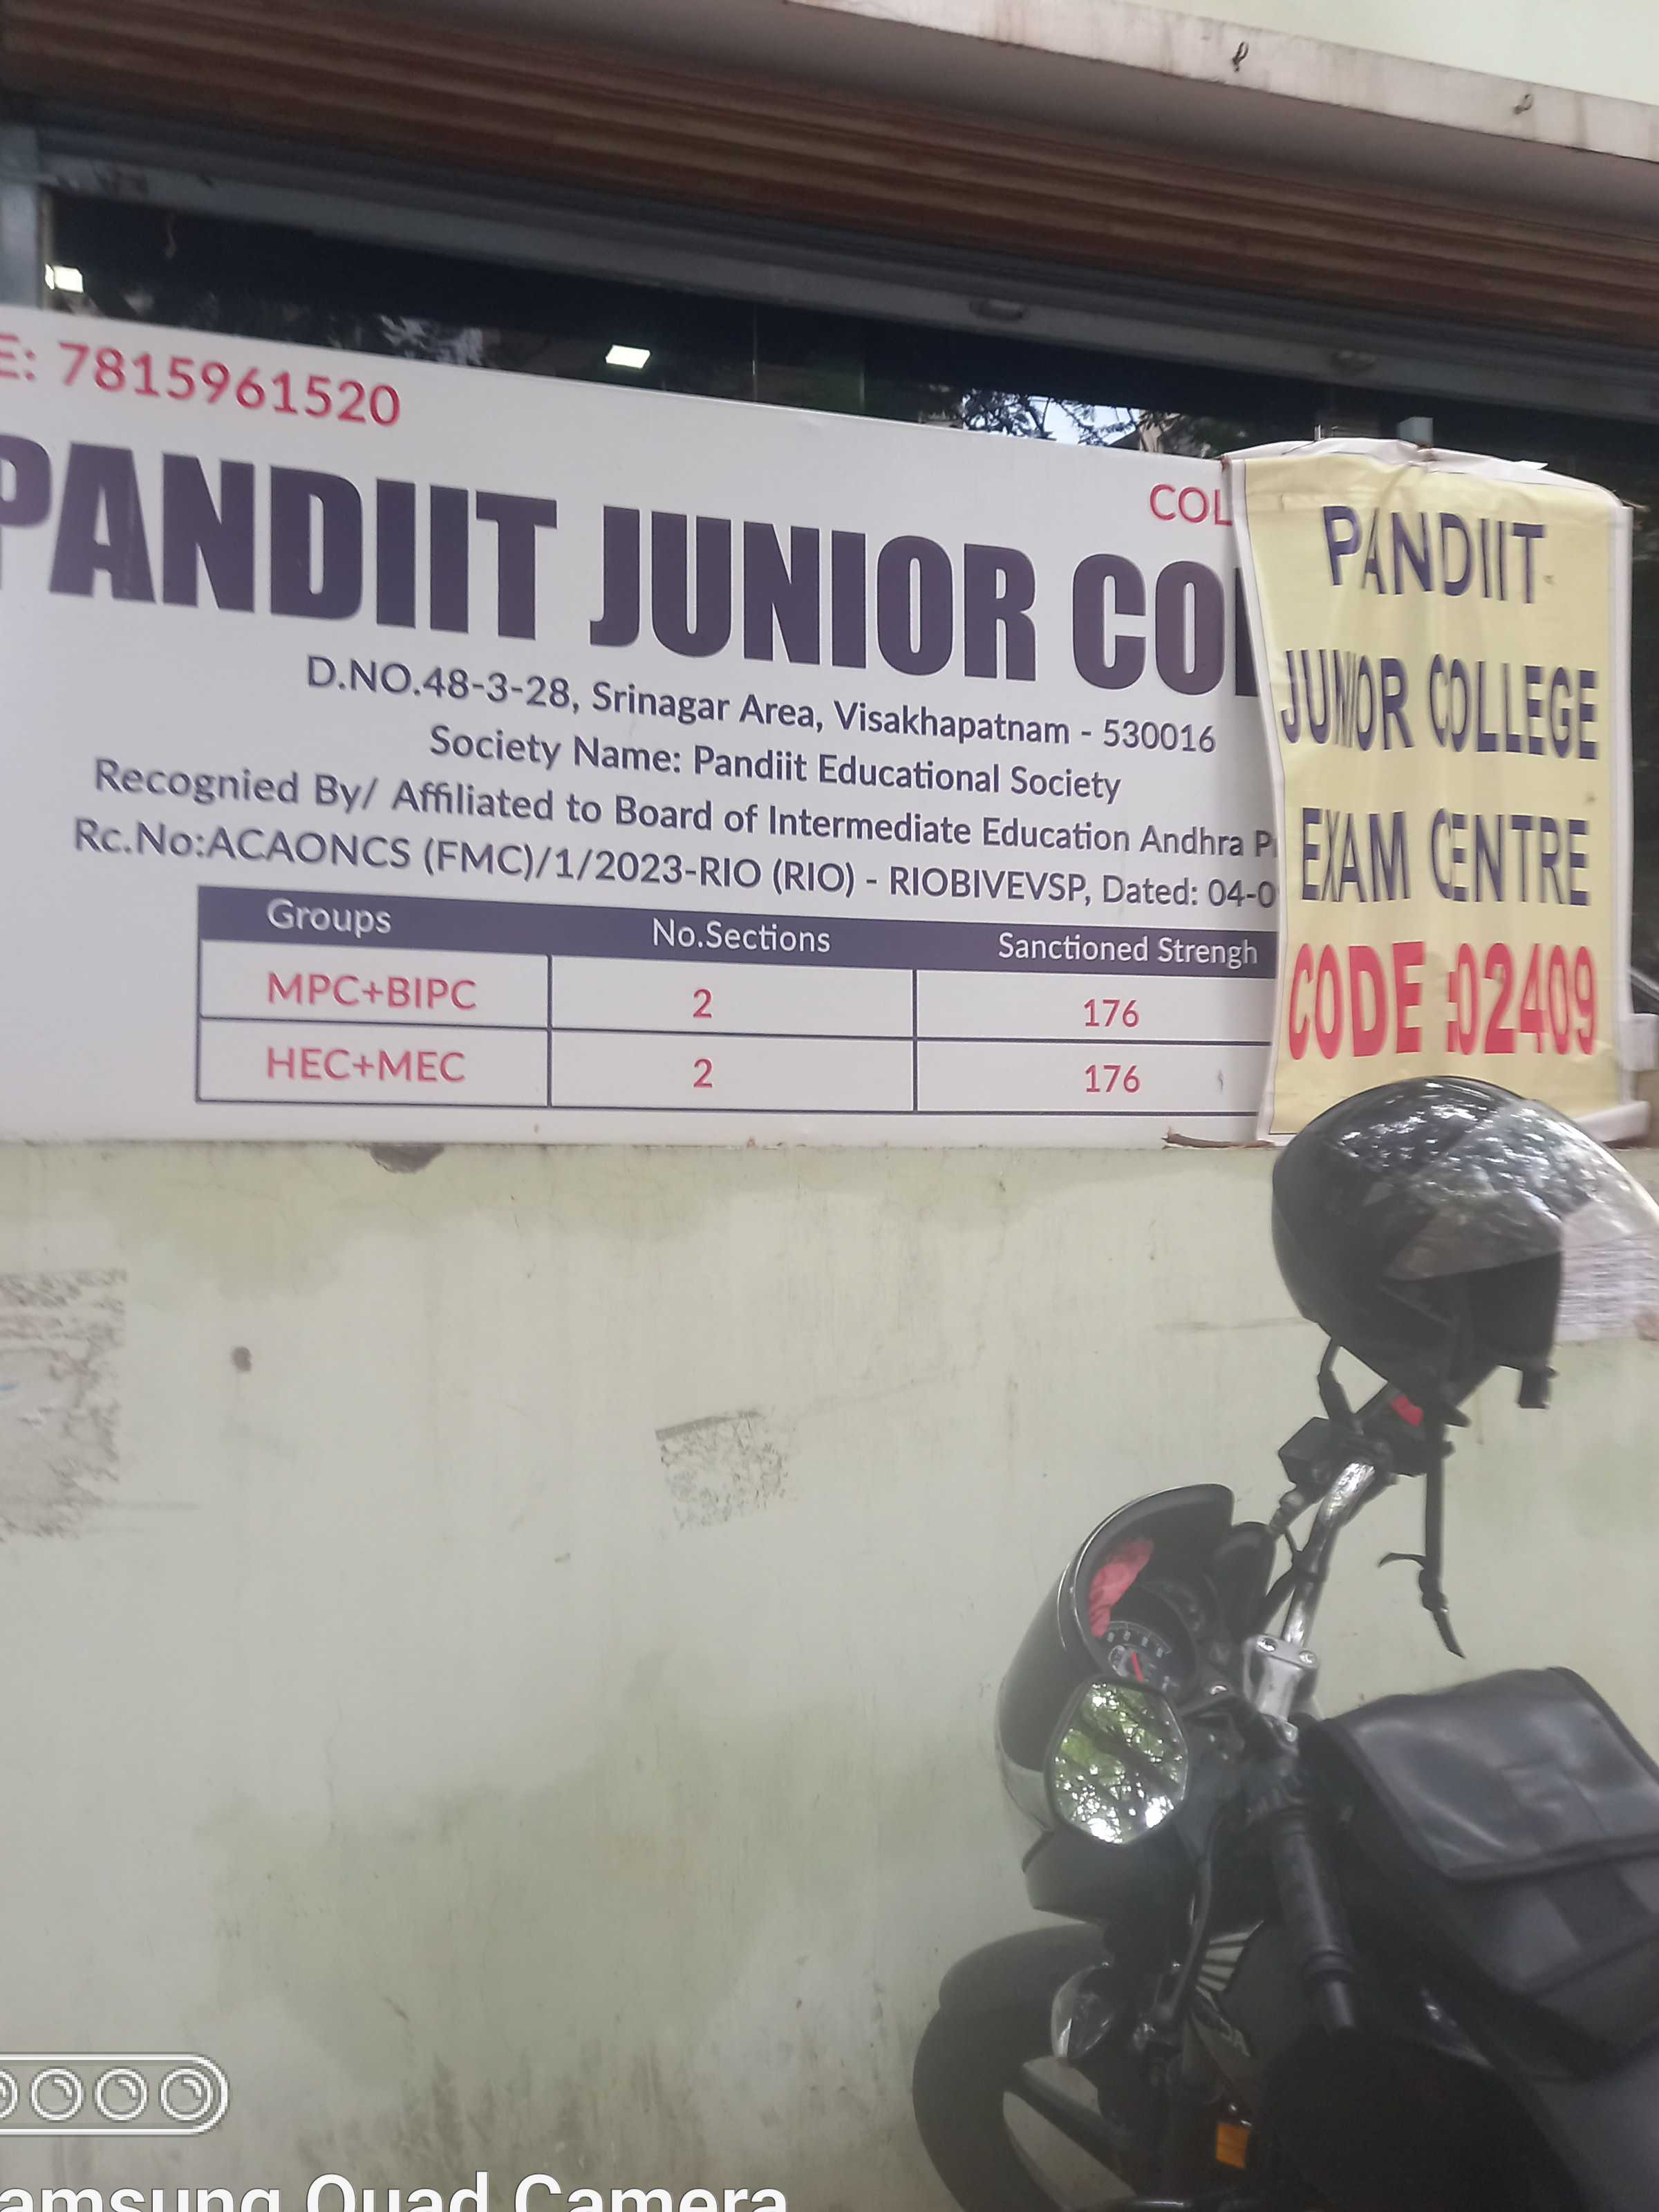 E: 7815961520
COL
PANDIIT JUNIOR CO
D.NO.48-3-28, Srinagar Area, Visakhapatnam - 530016
Society Name: Pandiit Educational Society
Recognied By/ Affiliated to Board of Intermediate Education Andhra P
Rc.No:ACAONCS (FMC)/1/2023-RIO (RIO) - RIOBIVEVSP, Dated: 04-0
Groups No.Sections Sanctioned Strengh
MPC+BIPC 2 176
HEC+MEC 2 176
PANDIIT
JUNIOR COLLEGE
EXAM CENTRE
CODE :02409
amsung Quad Camera